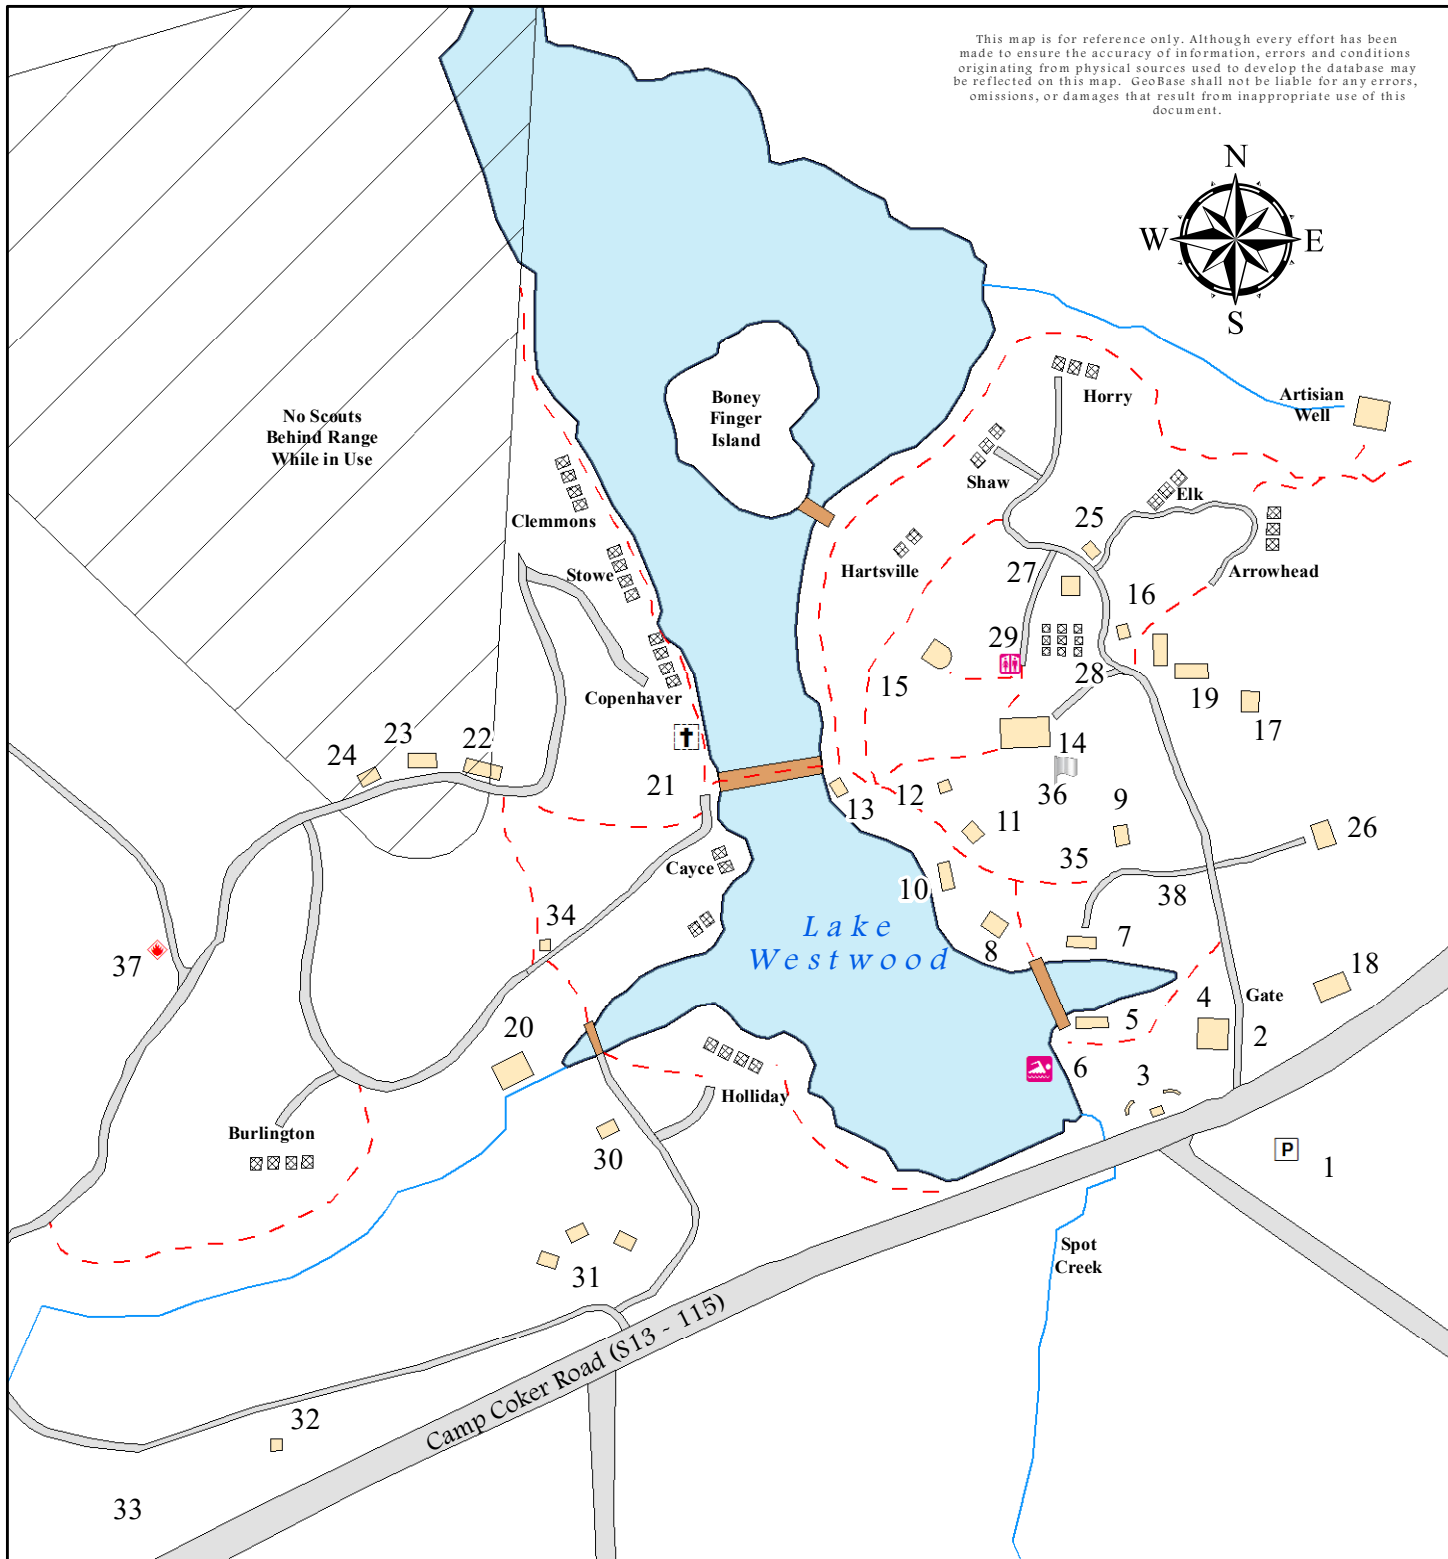 This map is for reference only. Although every effort has been
made to ensure the accuracy of information, errors and conditions
originating from physical sources used to develop the database may
be reflected on this map. GeoBase shall not be liable for any errors,
omissions, or damages that result from inappropriate use of this
document.
N
W E
S
Boney
Finger
Island
Horry
Artisian
Well
No Scouts
Behind Range
While in Use
Shaw
Elk
Clemmons
25
Stowe
Hartsville
27
Arrowhead
16
29
15
28
19
17
Copenhaver
23
22
24
14
21
12
36
13
11
9
26
35
Cayce
10
38
34
Lake
Westwood
7
8
37
18
Gate
4
20
5
2
6
3
Holliday
Burlington
30
P
1
Spot
Creek
31
Camp Coker Road (S13 - 115)
32
33